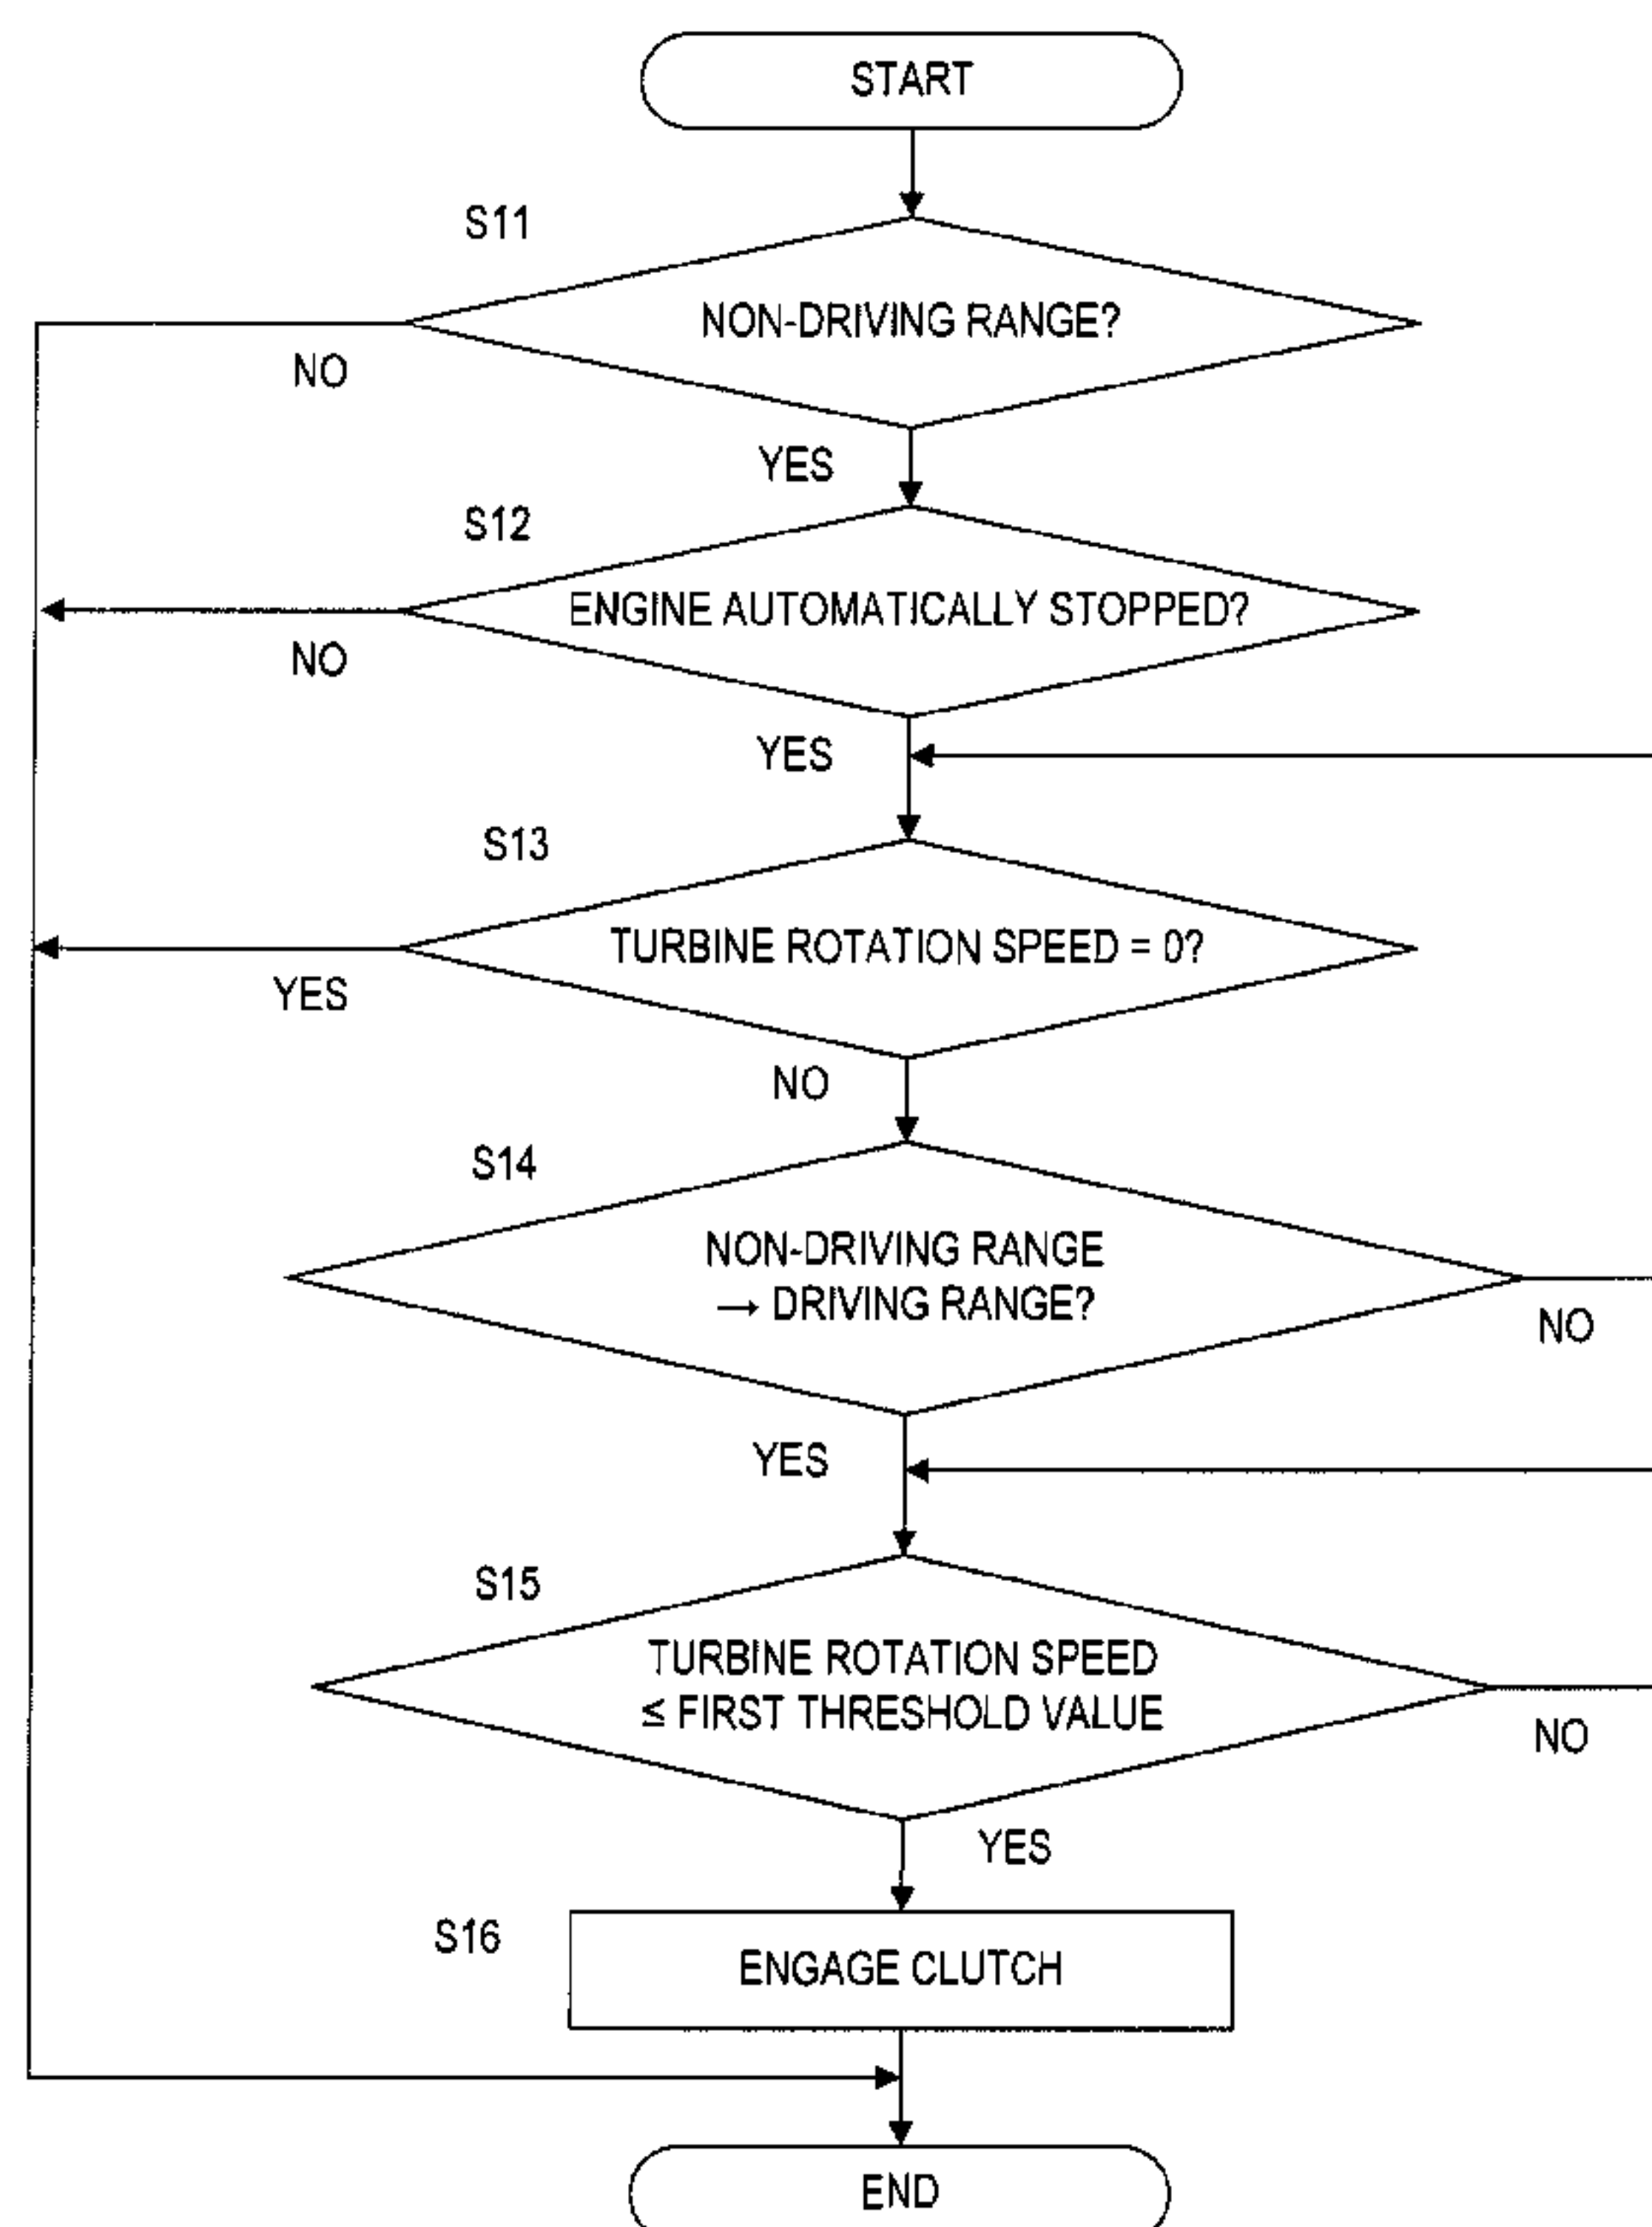 START
S11
NON-DRIVING RANGE?
NO
YES
S12
ENGINE AUTOMATICALLY STOPPED?
NO
YES
S13
TURBINE ROTATION SPEED = 0?
YES
NO
S14
NON-DRIVING RANGE
→ DRIVING RANGE?
NO
YES
S15
TURBINE ROTATION SPEED
≤ FIRST THRESHOLD VALUE
NO
YES
S16
ENGAGE CLUTCH
END